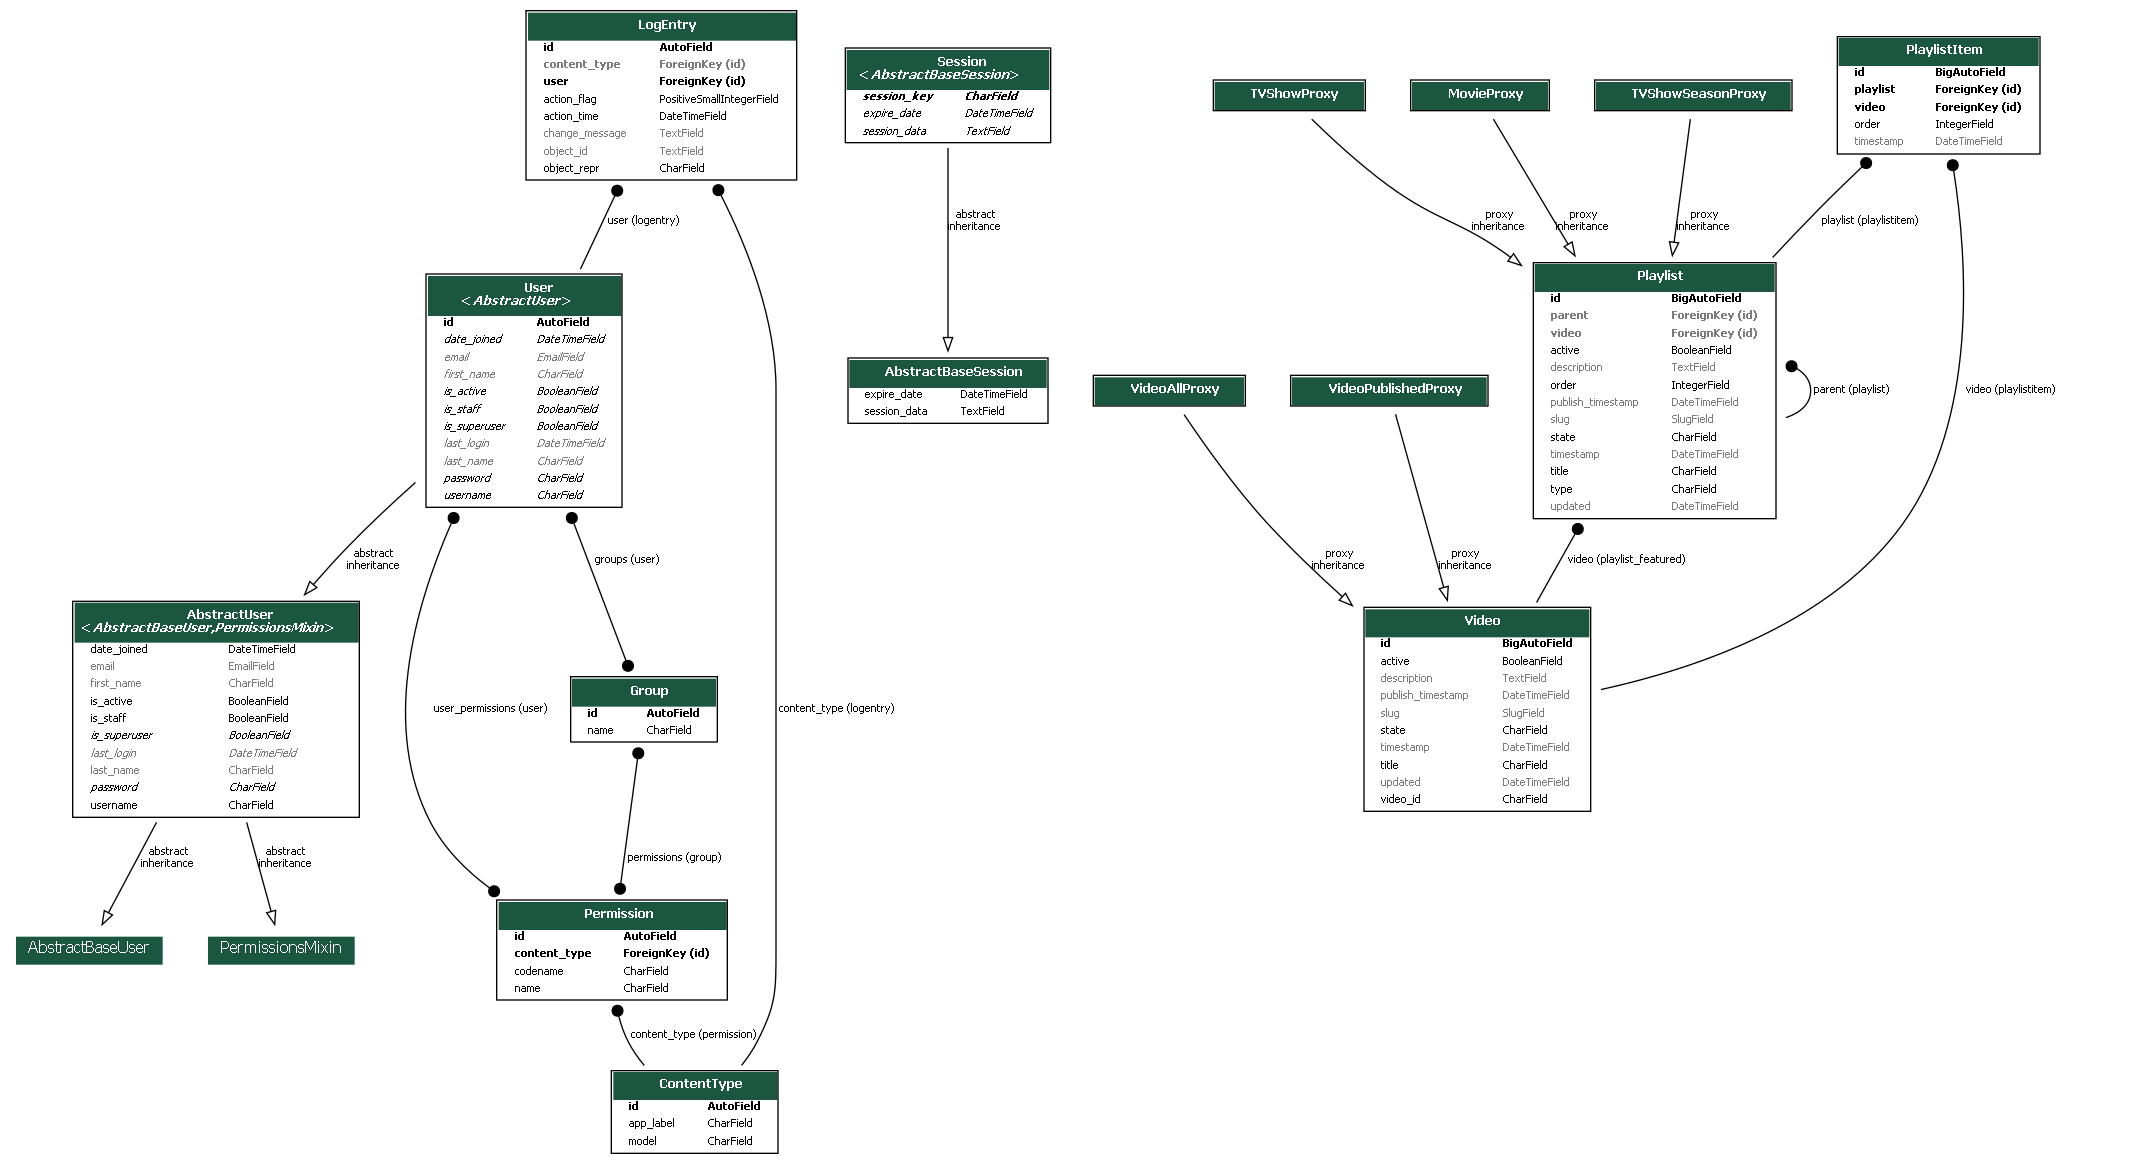 LogEntry
id AutoField
content_type ForeignKey (id)
user ForeignKey (id)
action_flag PositiveSmallIntegerField
action_time DateTimeField
change_message TextField
object_id TextField
object_repr CharField
user (logentry)
User
<AbstractUser>
id AutoField
date_joined DateTimeField
email EmailField
first_name CharField
is_active BooleanField
is_staff BooleanField
is_superuser BooleanField
last_login DateTimeField
last_name CharField
password CharField
username CharField
abstract
inheritance
groups (user)
AbstractUser
<AbstractBaseUser,PermissionsMixin>
date_joined DateTimeField
email EmailField
first_name CharField
is_active BooleanField
is_staff BooleanField
is_superuser BooleanField
last_login DateTimeField
last_name CharField
password CharField
username CharField
abstract
inheritance
abstract
inheritance
AbstractBaseUser
PermissionsMixin
user_permissions (user)
Group
id AutoField
name CharField
content_type (logentry)
permissions (group)
Permission
id AutoField
content_type ForeignKey (id)
codename CharField
name CharField
content_type (permission)
ContentType
id AutoField
app_label CharField
model CharField
Session
<AbstractBaseSession>
session_key CharField
expire_date DateTimeField
session_data TextField
abstract
inheritance
AbstractBaseSession
expire_date DateTimeField
session_data TextField
TVShowProxy
MovieProxy
TVShowSeasonProxy
proxy
inheritance
proxy
inheritance
proxy
inheritance
PlaylistItem
id BigAutoField
playlist ForeignKey (id)
video ForeignKey (id)
order IntegerField
timestamp DateTimeField
playlist (playlistitem)
Playlist
id BigAutoField
parent ForeignKey (id)
video ForeignKey (id)
active BooleanField
description TextField
order IntegerField
publish_timestamp DateTimeField
slug SlugField
state CharField
timestamp DateTimeField
title CharField
type CharField
updated DateTimeField
parent (playlist)
video (playlistitem)
VideoAllProxy
VideoPublishedProxy
proxy
inheritance
proxy
inheritance
video (playlist_featured)
Video
id BigAutoField
active BooleanField
description TextField
publish_timestamp DateTimeField
slug SlugField
state CharField
timestamp DateTimeField
title CharField
updated DateTimeField
video_id CharField